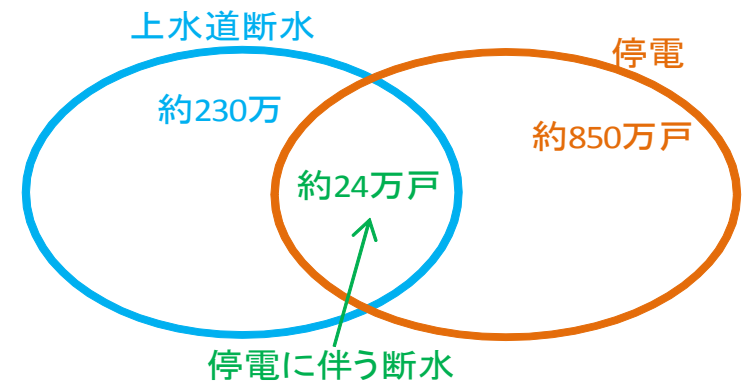 上水道断水
停電
約230万
約850万戸
約24万戸
停電に伴う断水